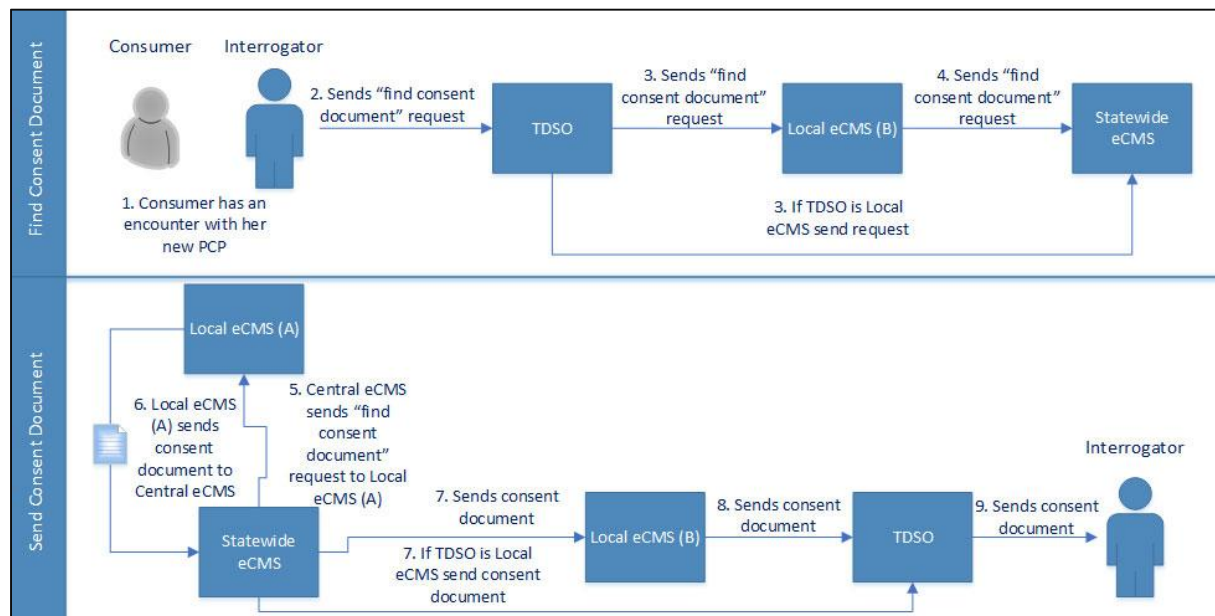 Find Consent Document
Consumer
Interrogator
1. Consumer has an
encounter with her
new PCP
2. Sends “find consent
document” request
TDSO
3. Sends “find
consent document”
request
Local eCMS (B)
4. Sends “find
consent document”
request
Statewide
eCMS
3. If TDSO is Local
eCMS send request
Send Consent Document
Local eCMS (A)
6. Local eCMS
(A) sends
consent
document to
Central eCMS
5. Central eCMS
sends “find
consent
document”
request to Local
eCMS (A)
Statewide
eCMS
7. Sends consent
document
7. If TDSO is Local
eCMS send consent
document
Local eCMS (B)
8. Sends consent
document
TDSO
9. Sends consent
document
Interrogator